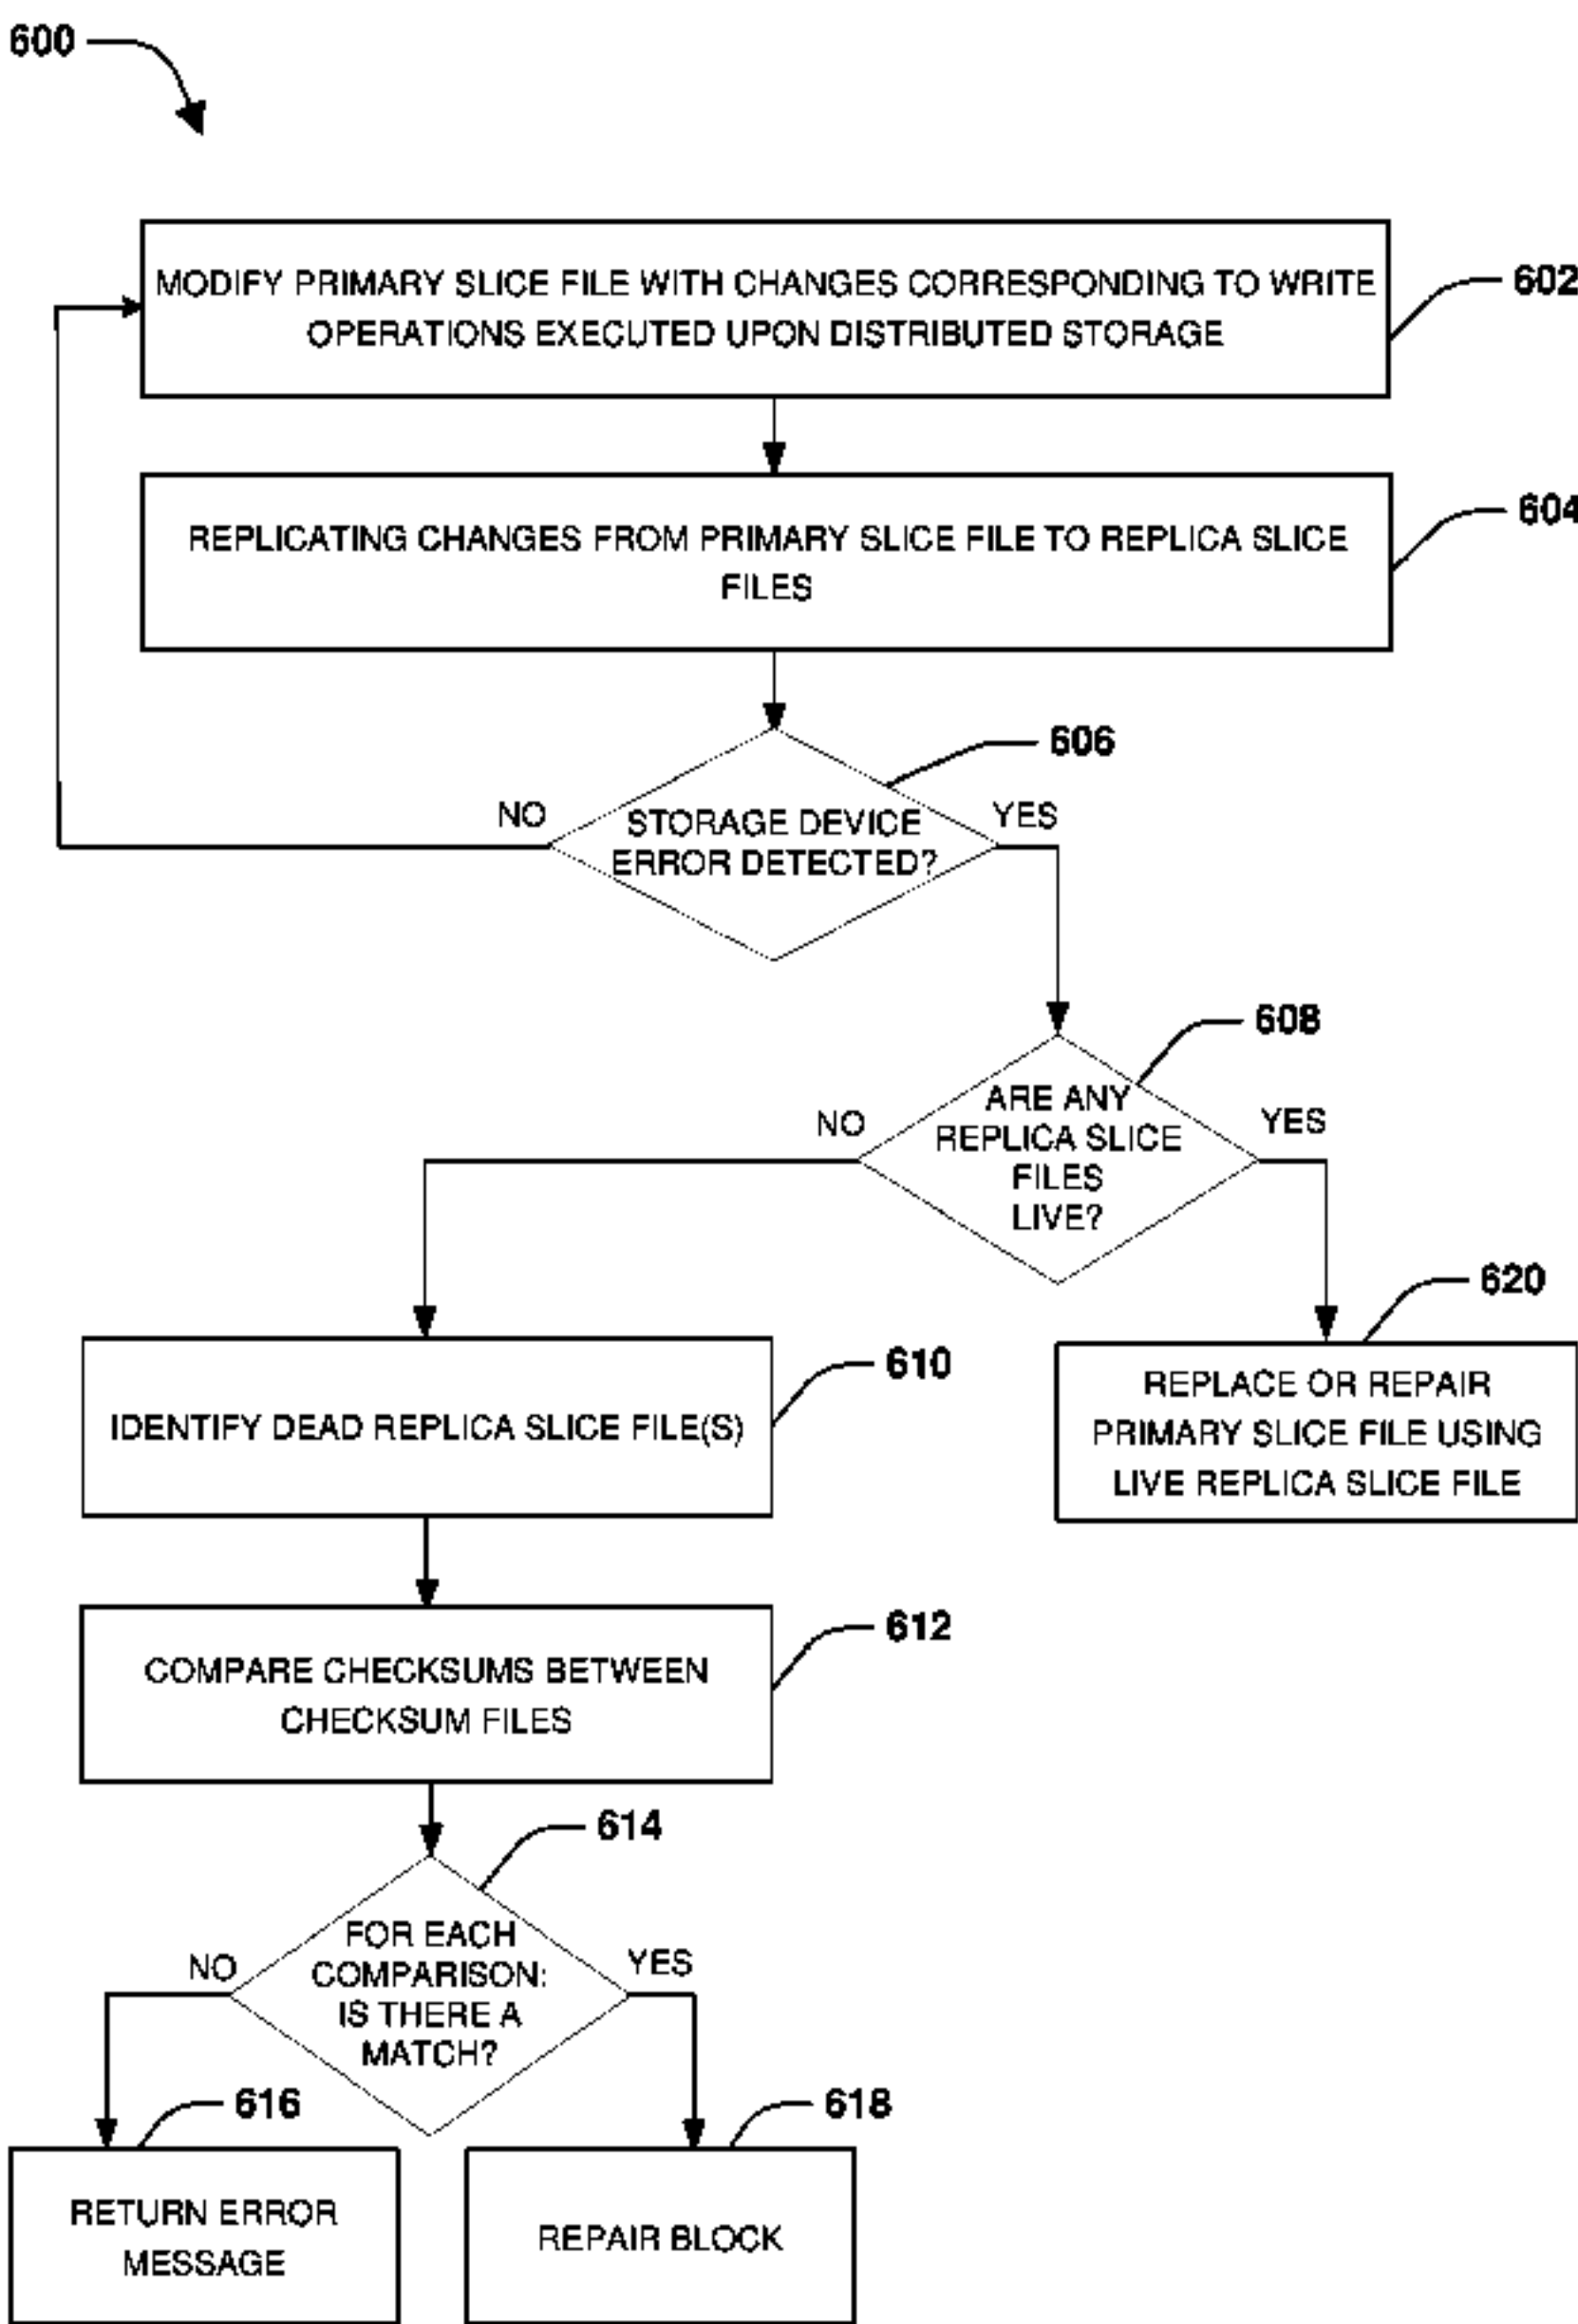 600
MODIFY PRIMARY SLICE FILE WITH CHANGES CORRESPONDING TO WRITE
OPERATIONS EXECUTED UPON DISTRIBUTED STORAGE
602
REPLICATING CHANGES FROM PRIMARY SLICE FILE TO REPLICA SLICE
FILES
604
606
NO
STORAGE DEVICE
ERROR DETECTED?
YES
608
NO
ARE ANY
REPLICA SLICE
FILES
LIVE?
YES
610
IDENTIFY DEAD REPLICA SLICE FILE(S)
620
REPLACE OR REPAIR
PRIMARY SLICE FILE USING
LIVE REPLICA SLICE FILE
612
COMPARE CHECKSUMS BETWEEN
CHECKSUM FILES
614
NO
FOR EACH
COMPARISON:
IS THERE A
MATCH?
YES
616
RETURN ERROR
MESSAGE
618
REPAIR BLOCK